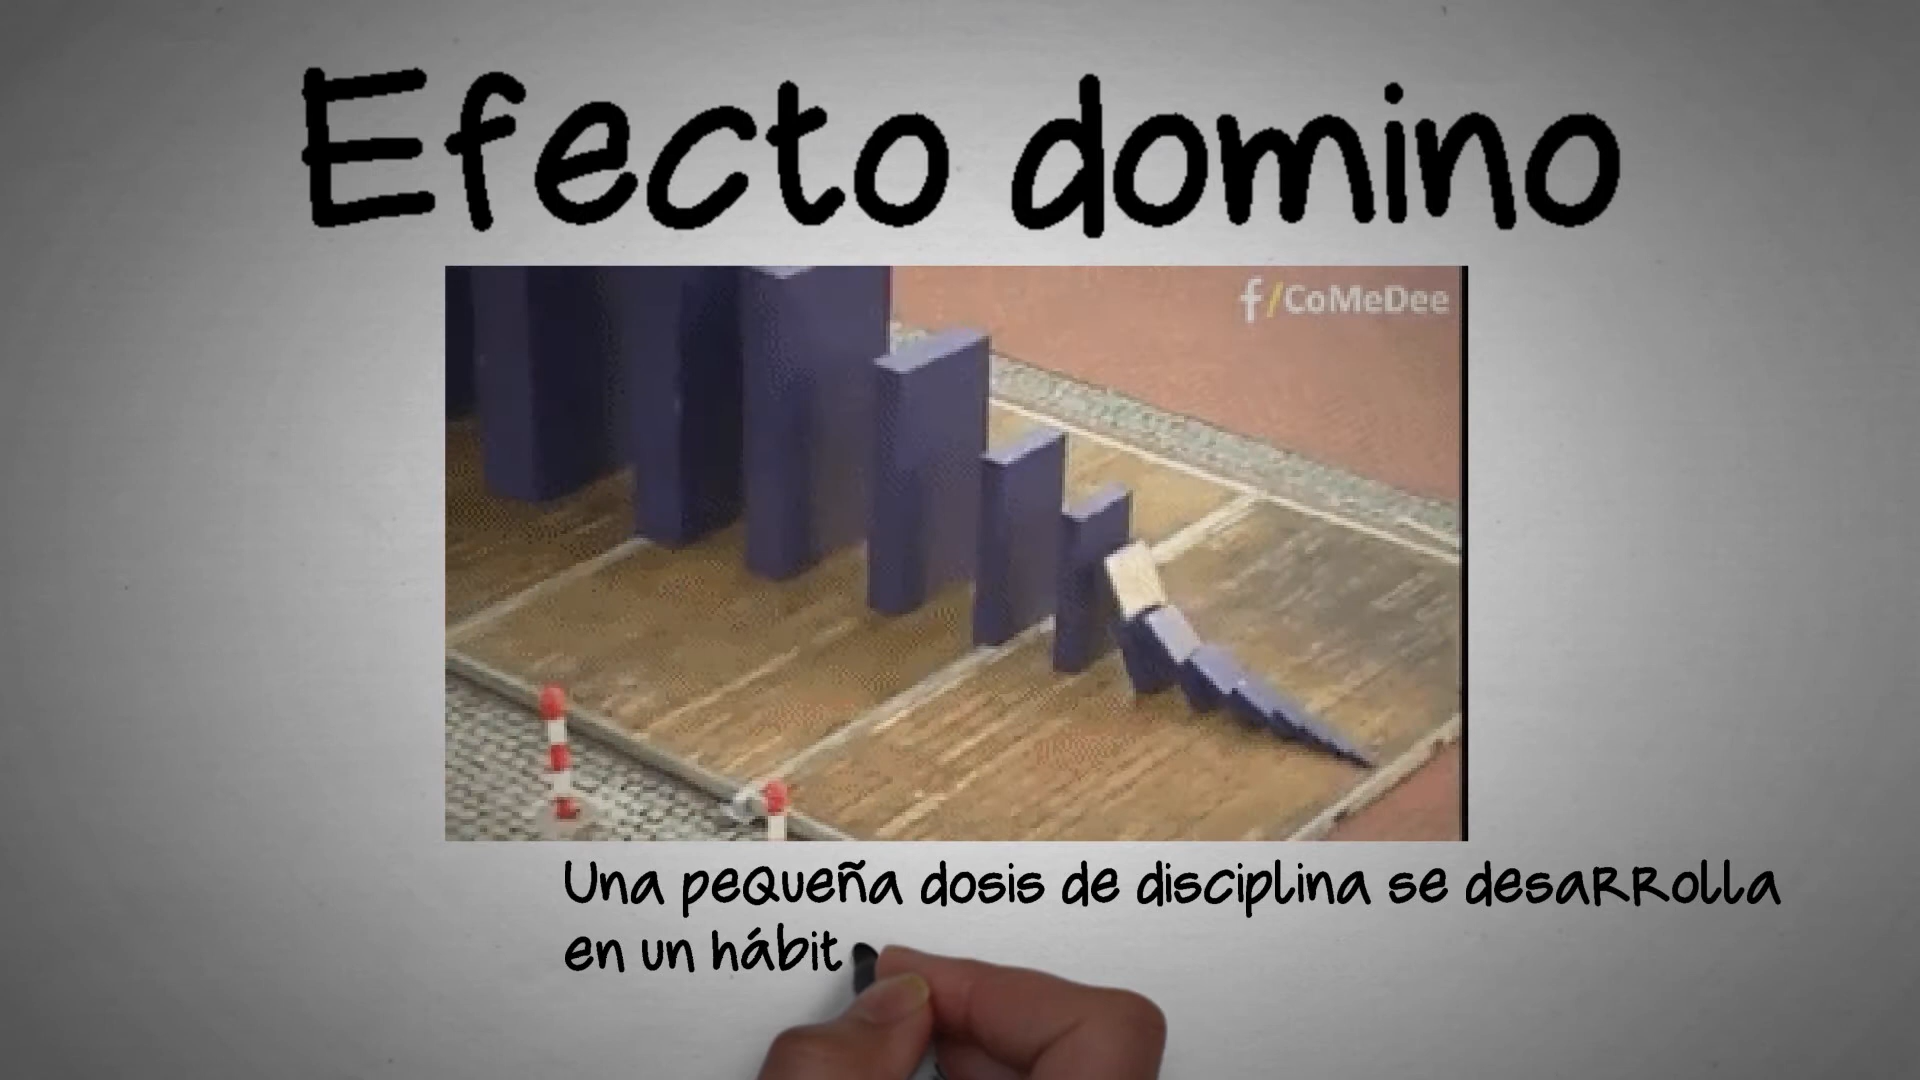 Efecto domino
f/CoMeDee
Una pequeña dosis de disciplina se desarrolla
en un hábit